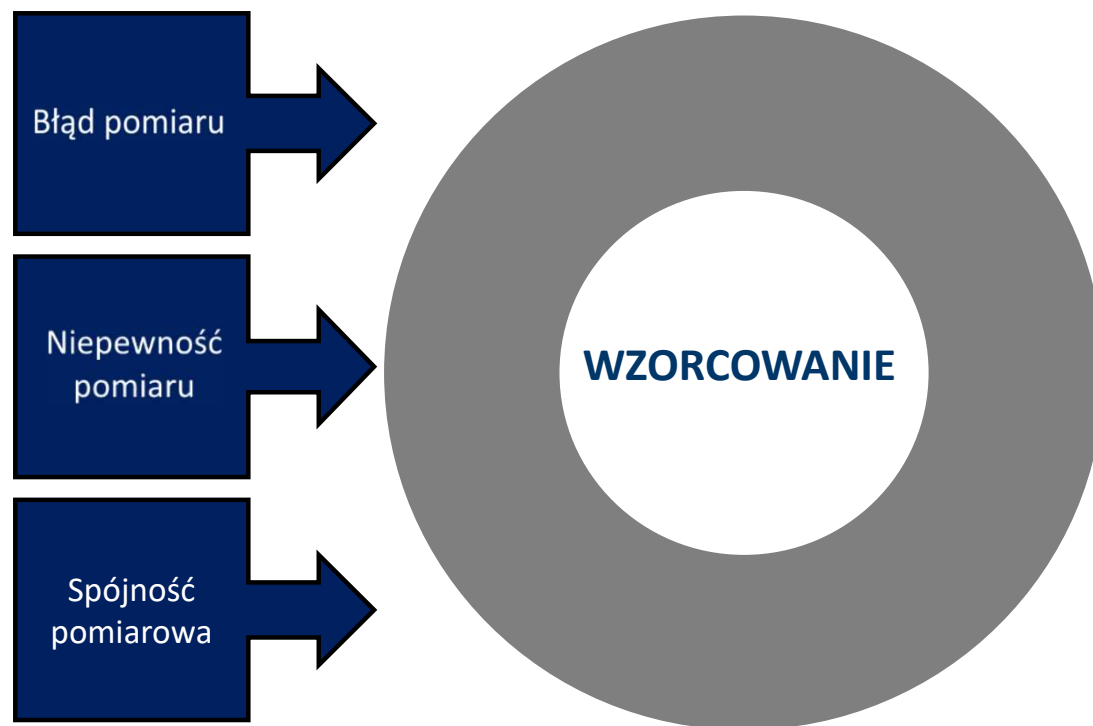 Błąd pomiaru
Niepewność
pomiaru
WZORCOWANIE
Spójność
pomiarowa